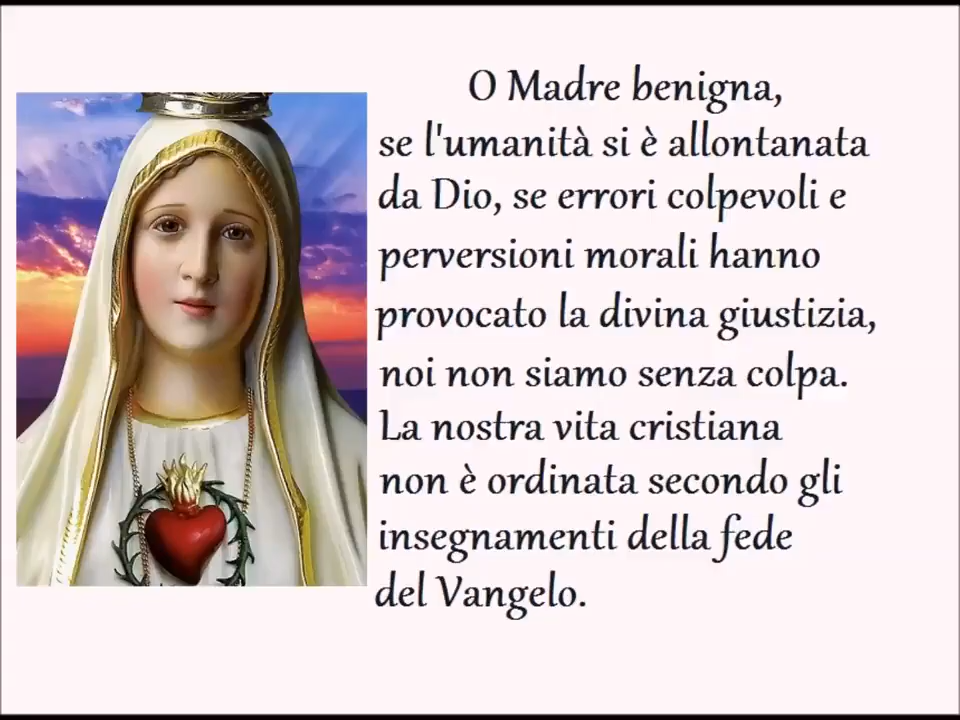 O Madre benigna,
se l'umanità si è allontanata
da Dio, se errori colpevoli e
perversioni morali hanno
provocato la divina giustizia,
noi non siamo senza colpa.
La nostra vita cristiana
non è ordinata secondo gli
insegnamenti della fede
del Vangelo.